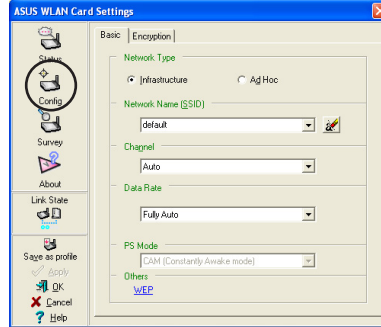 ASUS WLAN Card Settings
Status
Config
Survey
About
Link State
Save as profile
Apply
OK
Cancel
Help
Basic
Encryption
Network Type
Infrastructure
Ad Hoc
Network Name (SSID)
default
Channel
Auto
Data Rate
Fully Auto
PS Mode
CAM (Constantly Awake mode)
Others
WEP